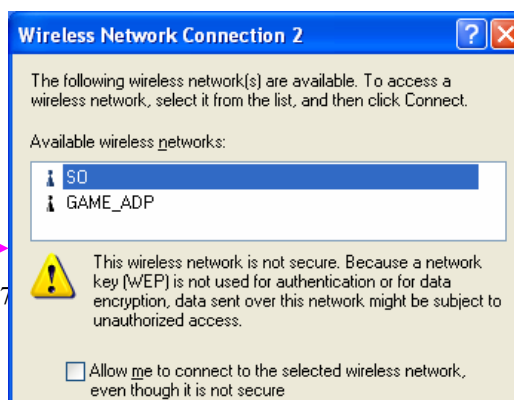 Wireless Network Connection 2
The following wireless network(s) are available. To access a
wireless network, select it from the list, and then click Connect.
Available wireless networks:
SO
GAME_ADP
This wireless network is not secure. Because a network
key (WEP) is not used for authentication or for data
encryption, data sent over this network might be subject to
unauthorized access.
7
Allow me to connect to the selected wireless network,
even though it is not secure